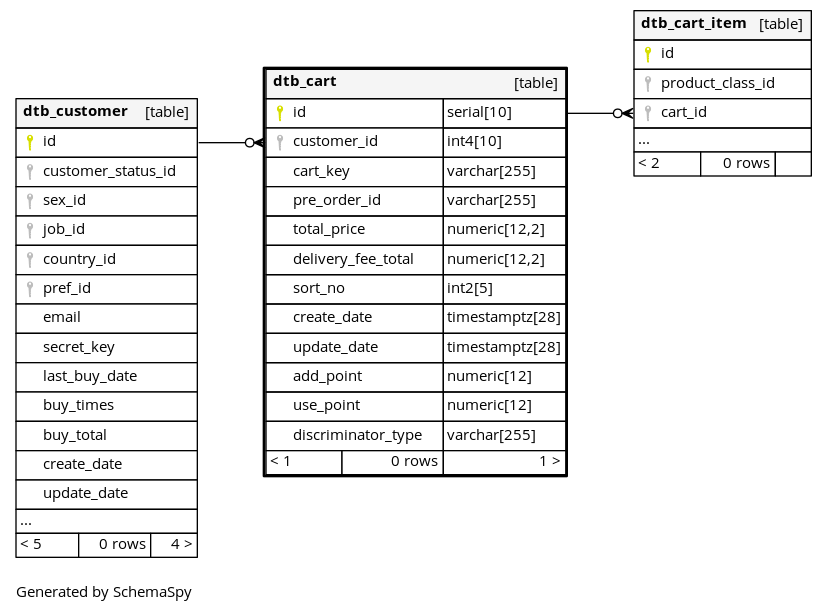 dtb_customer [table]
id
customer_status_id
sex_id
job_id
country_id
pref_id
email
secret_key
last_buy_date
buy_times
buy_total
create_date
update_date
...
< 5 0 rows 4 >
dtb_cart [table]
id serial[10]
customer_id int4[10]
cart_key varchar[255]
pre_order_id varchar[255]
total_price numeric[12,2]
delivery_fee_total numeric[12,2]
sort_no int2[5]
create_date timestamptz[28]
update_date timestamptz[28]
add_point numeric[12]
use_point numeric[12]
discriminator_type varchar[255]
< 1 0 rows 1 >
dtb_cart_item [table]
id
product_class_id
cart_id
...
< 2 0 rows
Generated by SchemaSpy